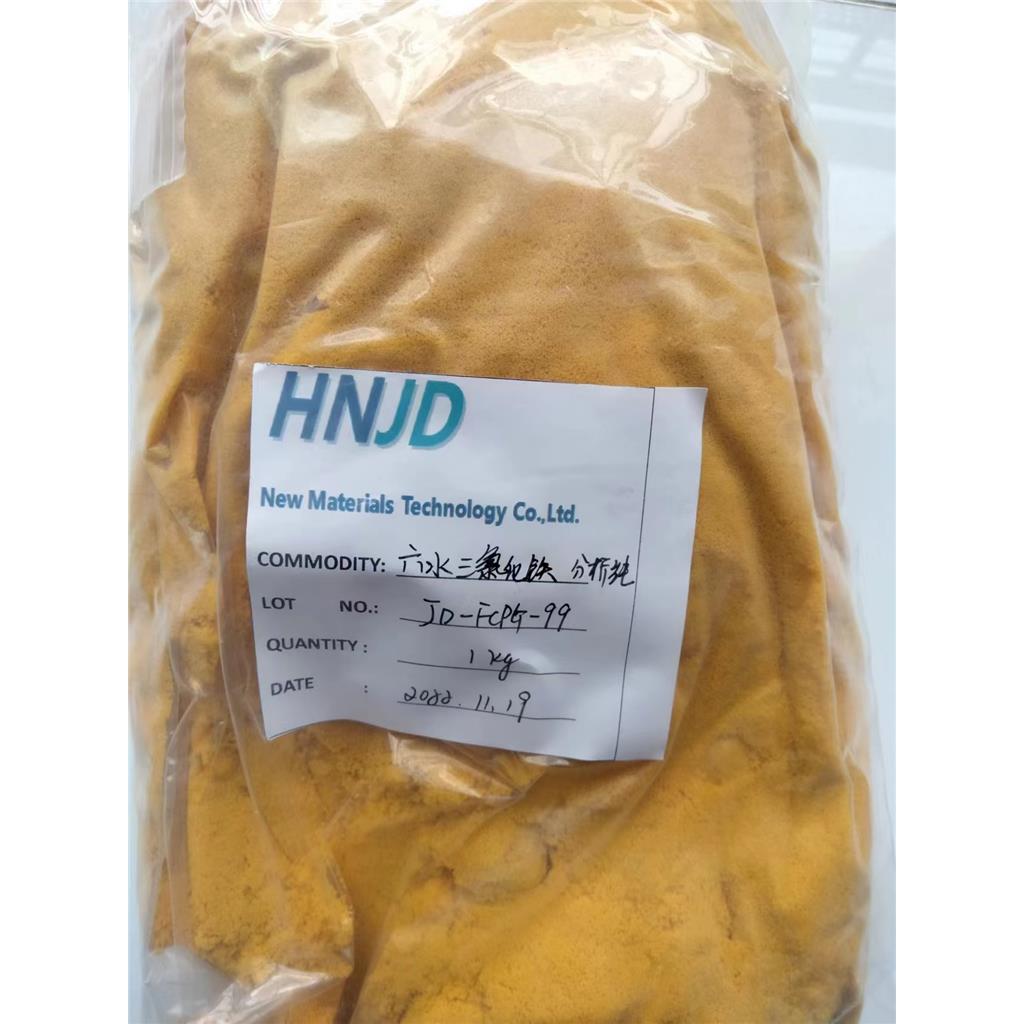 HNJD
New Materials Technology Co.,Ltd.
COMMODITY: 六水三氯化铁 分析纯
LOT NO.: JD-FCPG-99
QUANTITY: 1kg
DATE : 2022.11.19